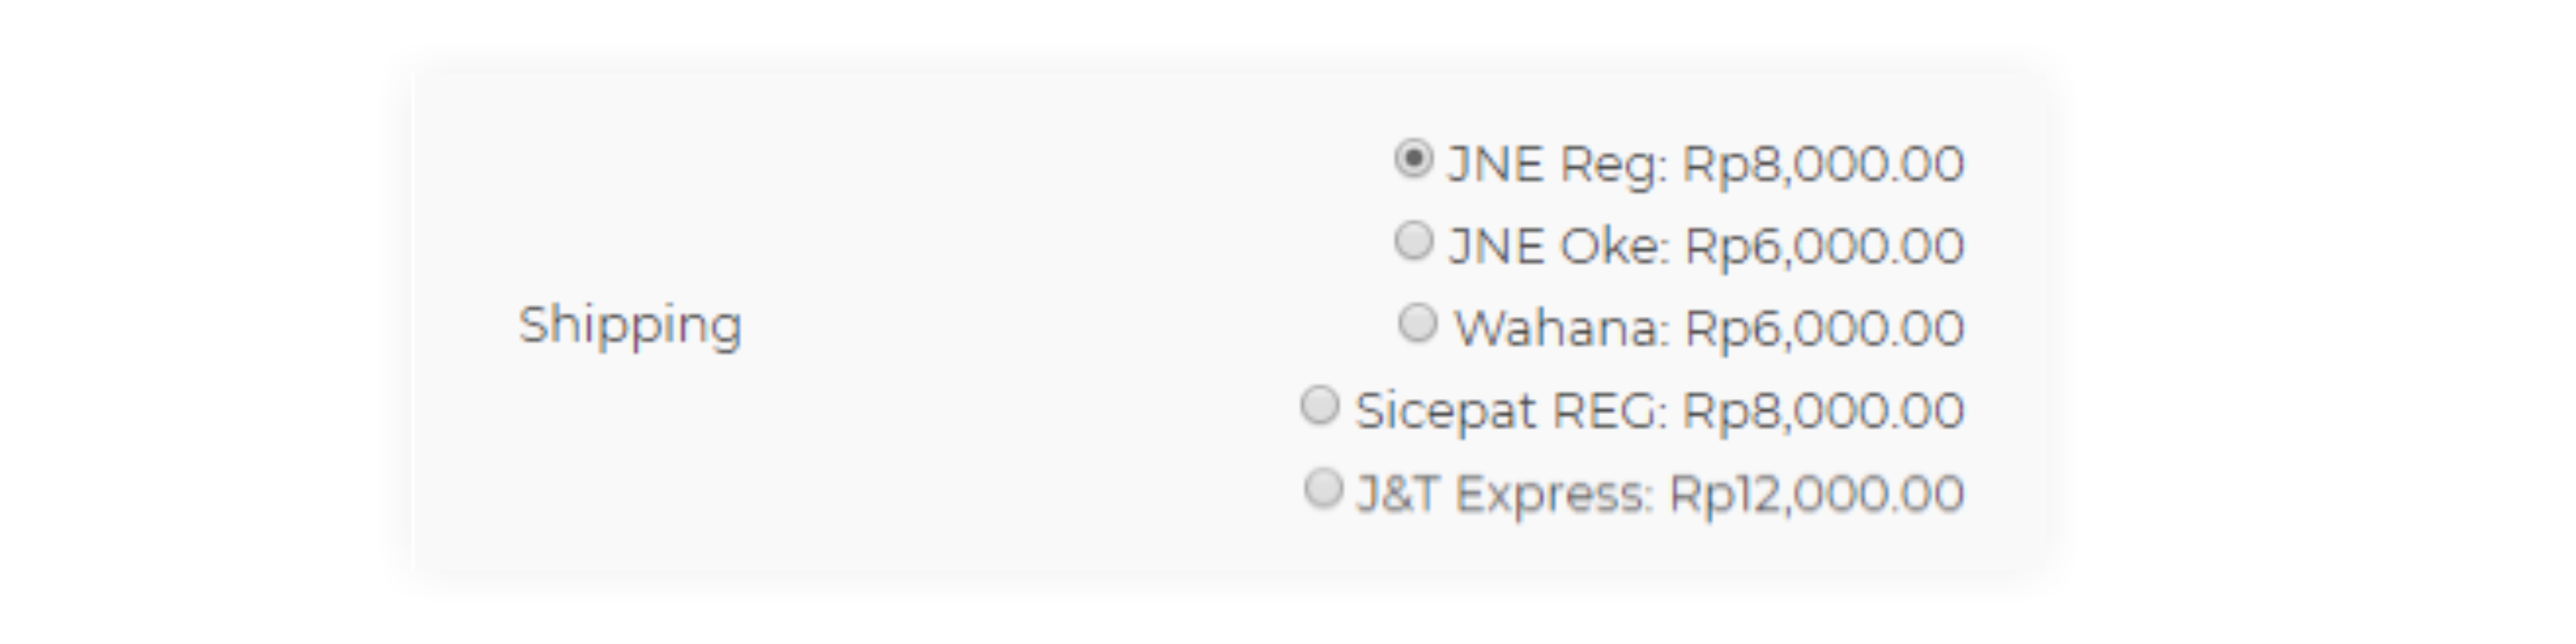 Shipping
JNE Reg: Rp8,000.00
JNE Oke: Rp6,000.00
Wahana: Rp6,000.00
Sicepat REG: Rp8,000.00
J&T Express: Rp12,000.00